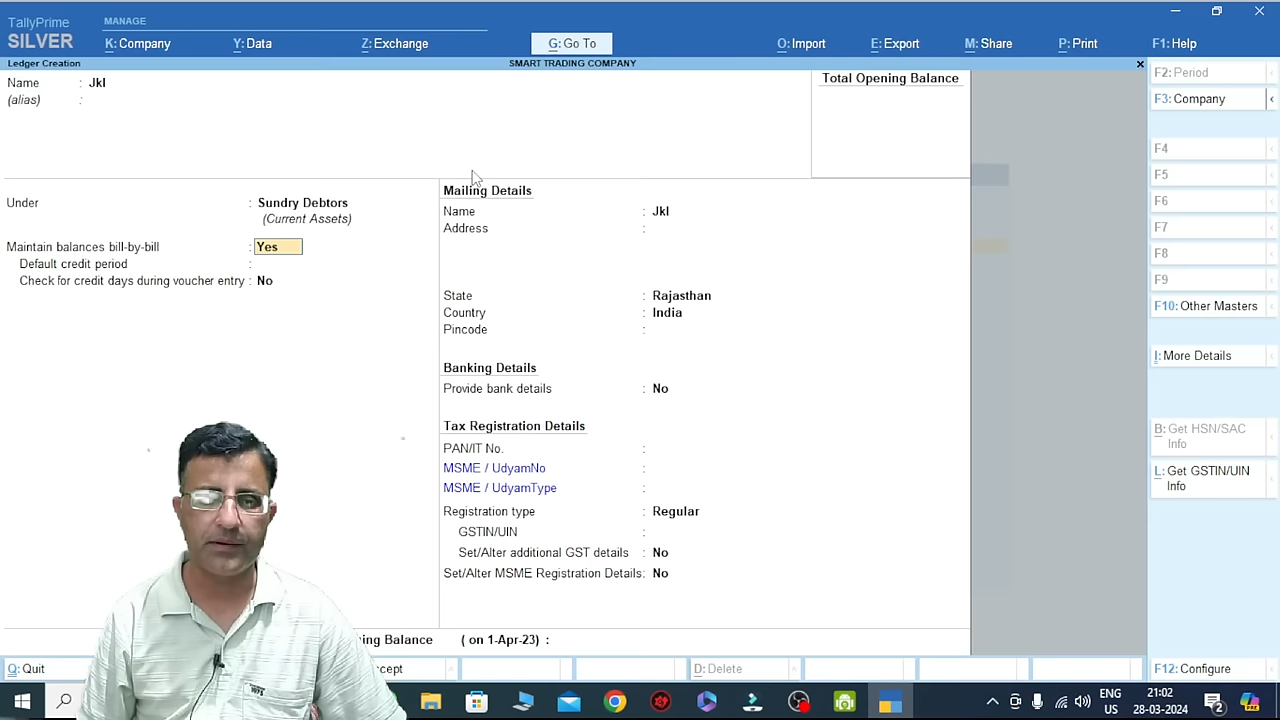 TallyPrime
SILVER
MANAGE
K: Company
Y: Data
Z: Exchange
G: Go To
O: Import
E: Export
M: Share
P: Print
F1: Help
Ledger Creation
SMART TRADING COMPANY
Name : Jkl
(alias) :
Total Opening Balance
Under : Sundry Debtors
(Current Assets)
Maintain balances bill-by-bill : Yes
Default credit period :
Check for credit days during voucher entry : No
Mailing Details
Name : Jkl
Address :
State : Rajasthan
Country : India
Pincode :
Banking Details
Provide bank details : No
Tax Registration Details
PAN/IT No. :
MSME / UdyamNo :
MSME / UdyamType :
Registration type : Regular
GSTIN/UIN :
Set/Alter additional GST details : No
Set/Alter MSME Registration Details: No
ing Balance ( on 1-Apr-23) :
F2: Period
F3: Company
F4
F5
F6
F7
F8
F9
F10: Other Masters
I: More Details
B: Get HSN/SAC
Info
L: Get GSTIN/UIN
Info
Q: Quit
cept
D: Delete
F12: Configure
ENG
US
21:02
28-03-2024
2